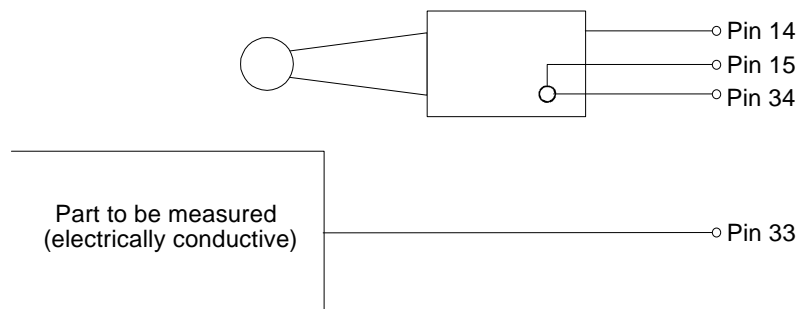 Pin 14
Pin 15
Pin 34
Part to be measured
(electrically conductive)
Pin 33